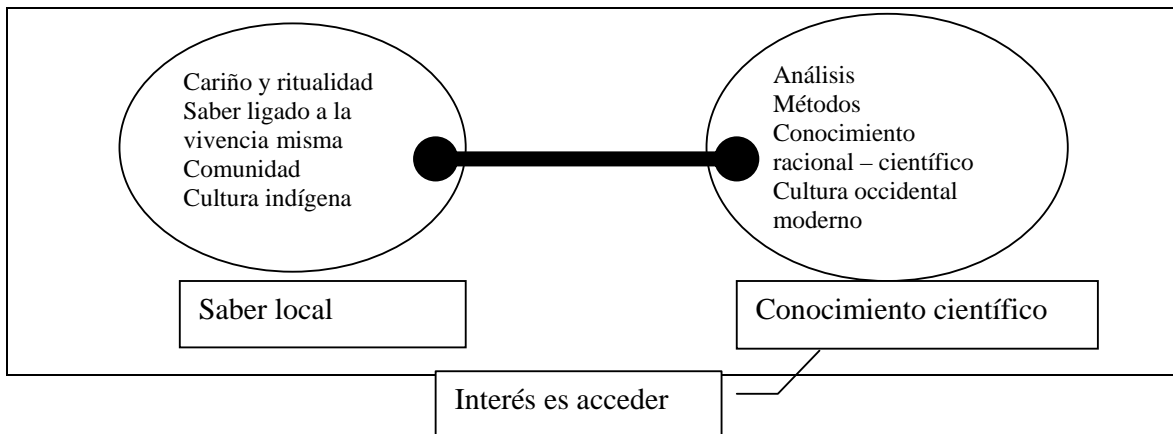 Cariño y ritualidad
Saber ligado a la
vivencia misma
Comunidad
Cultura indígena
Análisis
Métodos
Conocimiento
racional – científico
Cultura occidental
moderno
Saber local
Conocimiento científico
Interés es acceder